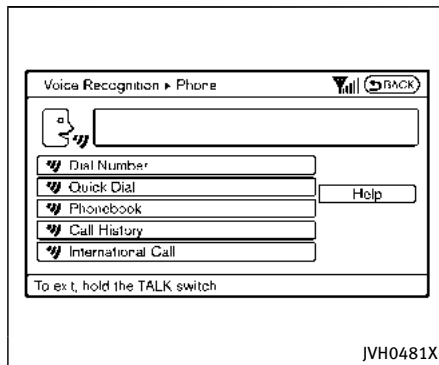 Voice Recognition ▸ Phone
BACK
Dial Number
Quick Dial
Phonebook
Help
Call History
International Call
To exit, hold the TALK switch
JVH0481X